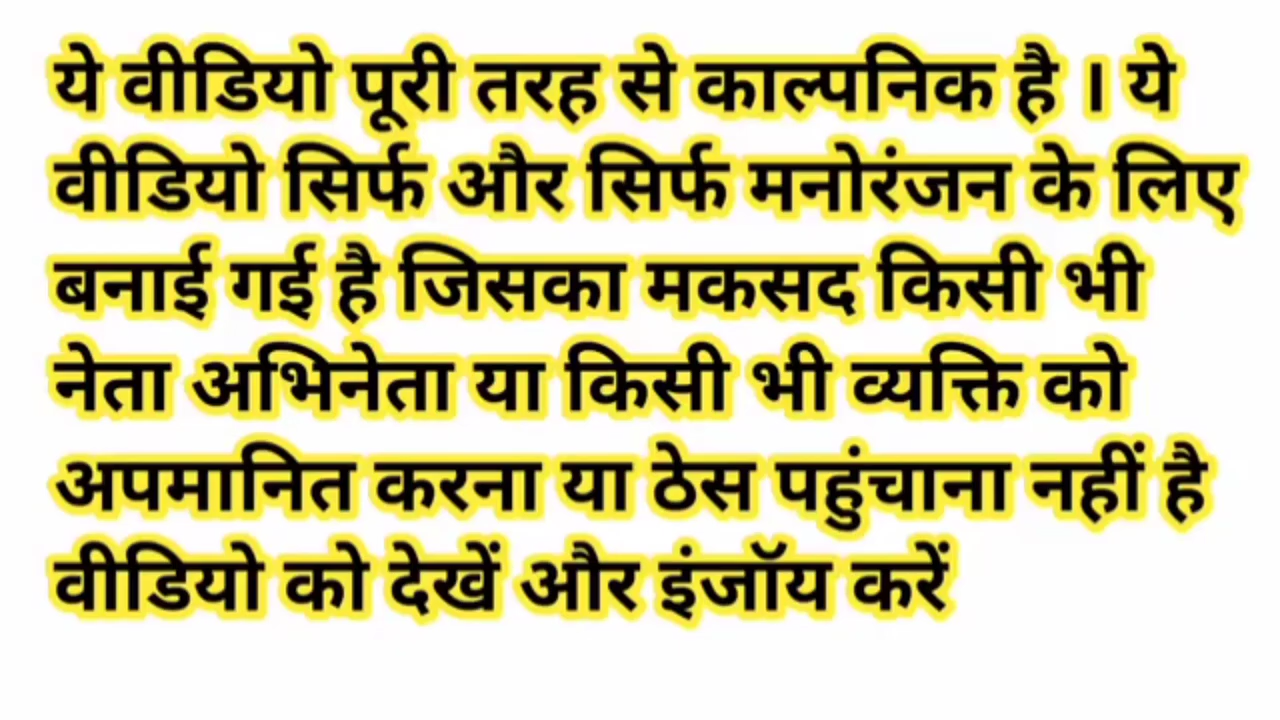 ये वीडियो पूरी तरह से काल्पनिक है । ये
वीडियो सिर्फ और सिर्फ मनोरंजन के लिए
बनाई गई है जिसका मकसद किसी भी
नेता अभिनेता या किसी भी व्यक्ति को
अपमानित करना या ठेस पहुंचाना नहीं है
वीडियो को देखें और इंजॉय करें